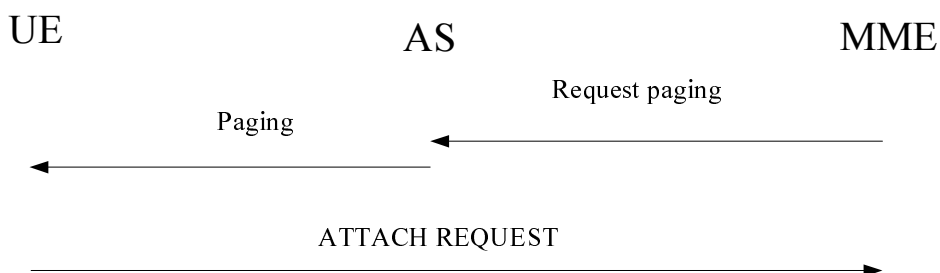 UE
AS
MME
Request paging
Paging
ATTACH REQUEST